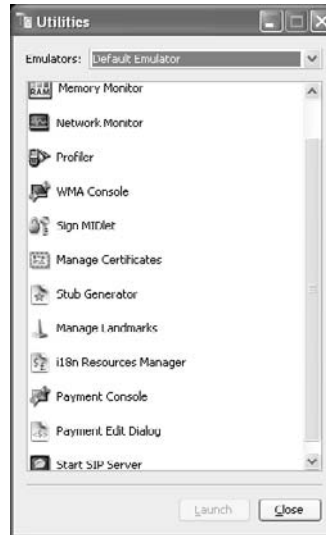 Utilities
Emulators: Default Emulator
RAM Memory Monitor
Network Monitor
Profiler
WMA Console
Sign MIDlet
Manage Certificates
Stub Generator
Manage Landmarks
i18n Resources Manager
Payment Console
Payment Edit Dialog
Start SIP Server
Launch Close